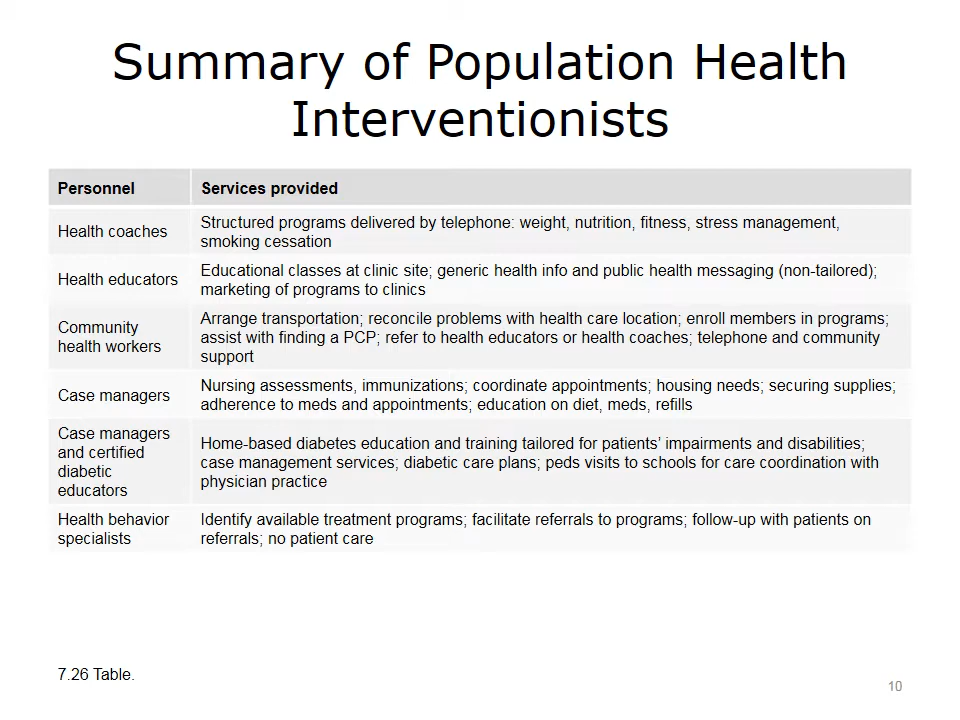 Summary of Population Health
Interventionists
Personnel
Services provided
Health coaches
Structured programs delivered by telephone: weight, nutrition, fitness, stress management,
smoking cessation
Health educators
Educational classes at clinic site; generic health info and public health messaging (non-tailored);
marketing of programs to clinics
Community
health workers
Arrange transportation; reconcile problems with health care location; enroll members in programs;
assist with finding a PCP; refer to health educators or health coaches; telephone and community
support
Case managers
Nursing assessments, immunizations; coordinate appointments; housing needs; securing supplies;
adherence to meds and appointments; education on diet, meds, refills
Case managers
and certified
diabetic
educators
Home-based diabetes education and training tailored for patients’ impairments and disabilities;
case management services; diabetic care plans; peds visits to schools for care coordination with
physician practice
Health behavior
specialists
Identify available treatment programs; facilitate referrals to programs; follow-up with patients on
referrals; no patient care
7.26 Table.
10